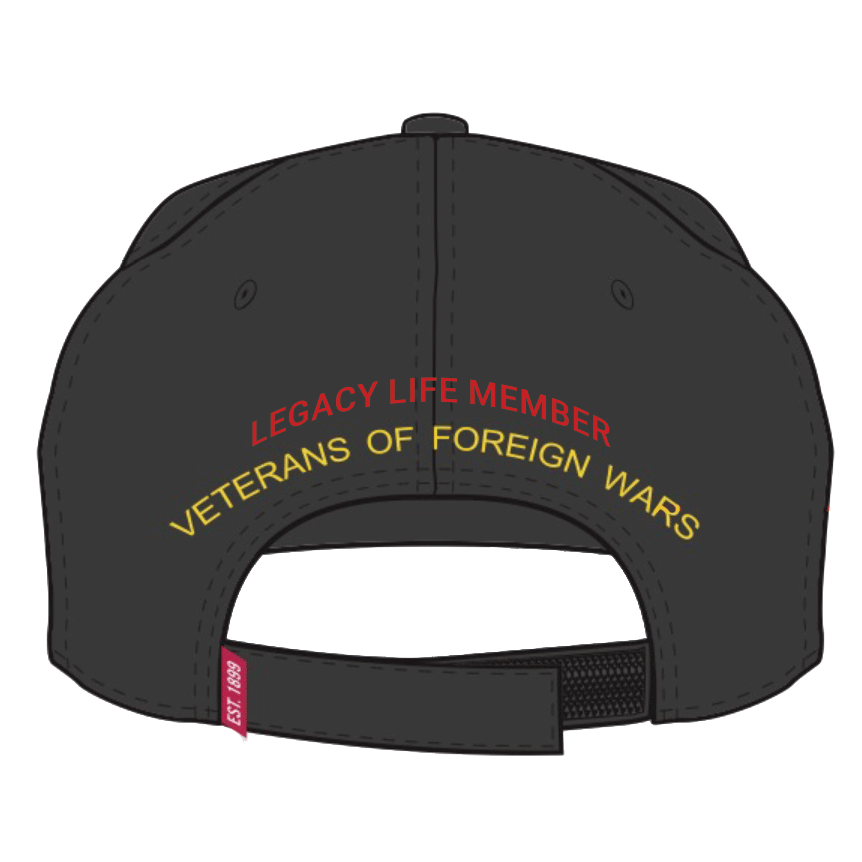 LEGACY LIFE MEMBER
VETERANS OF FOREIGN WARS
EST. 1899